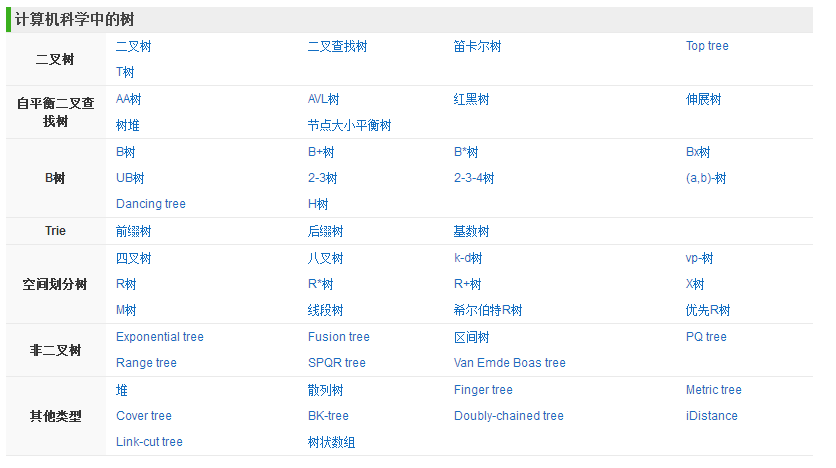 计算机科学中的树
二叉树 二叉树 二叉查找树 笛卡尔树 Top tree
T树
自平衡二叉查找树 AA树 AVL树 红黑树 伸展树
树堆 节点大小平衡树
B树 B树 B+树 B*树 Bx树
UB树 2-3树 2-3-4树 (a,b)-树
Dancing tree H树
Trie 前缀树 后缀树 基数树
空间划分树 四叉树 八叉树 k-d树 vp-树
R树 R*树 R+树 X树
M树 线段树 希尔伯特R树 优先R树
非二叉树 Exponential tree Fusion tree 区间树 PQ tree
Range tree SPQR tree Van Emde Boas tree
其他类型 堆 散列树 Finger tree Metric tree
Cover tree BK-tree Doubly-chained tree iDistance
Link-cut tree 树状数组